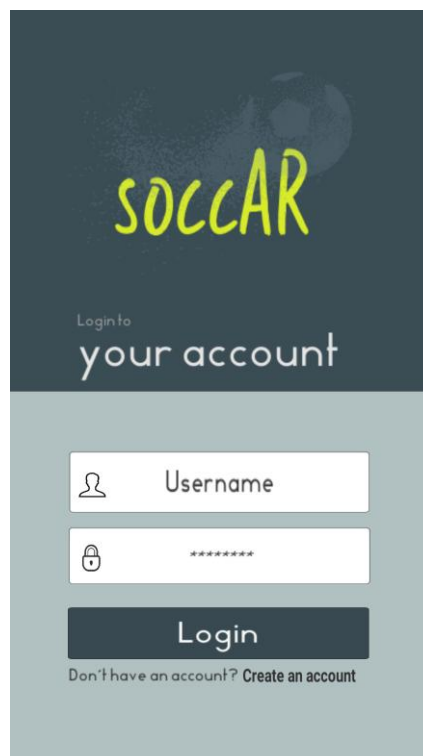 soccAR
Login to
your account
Username
********
Login
Don't have an account? Create an account